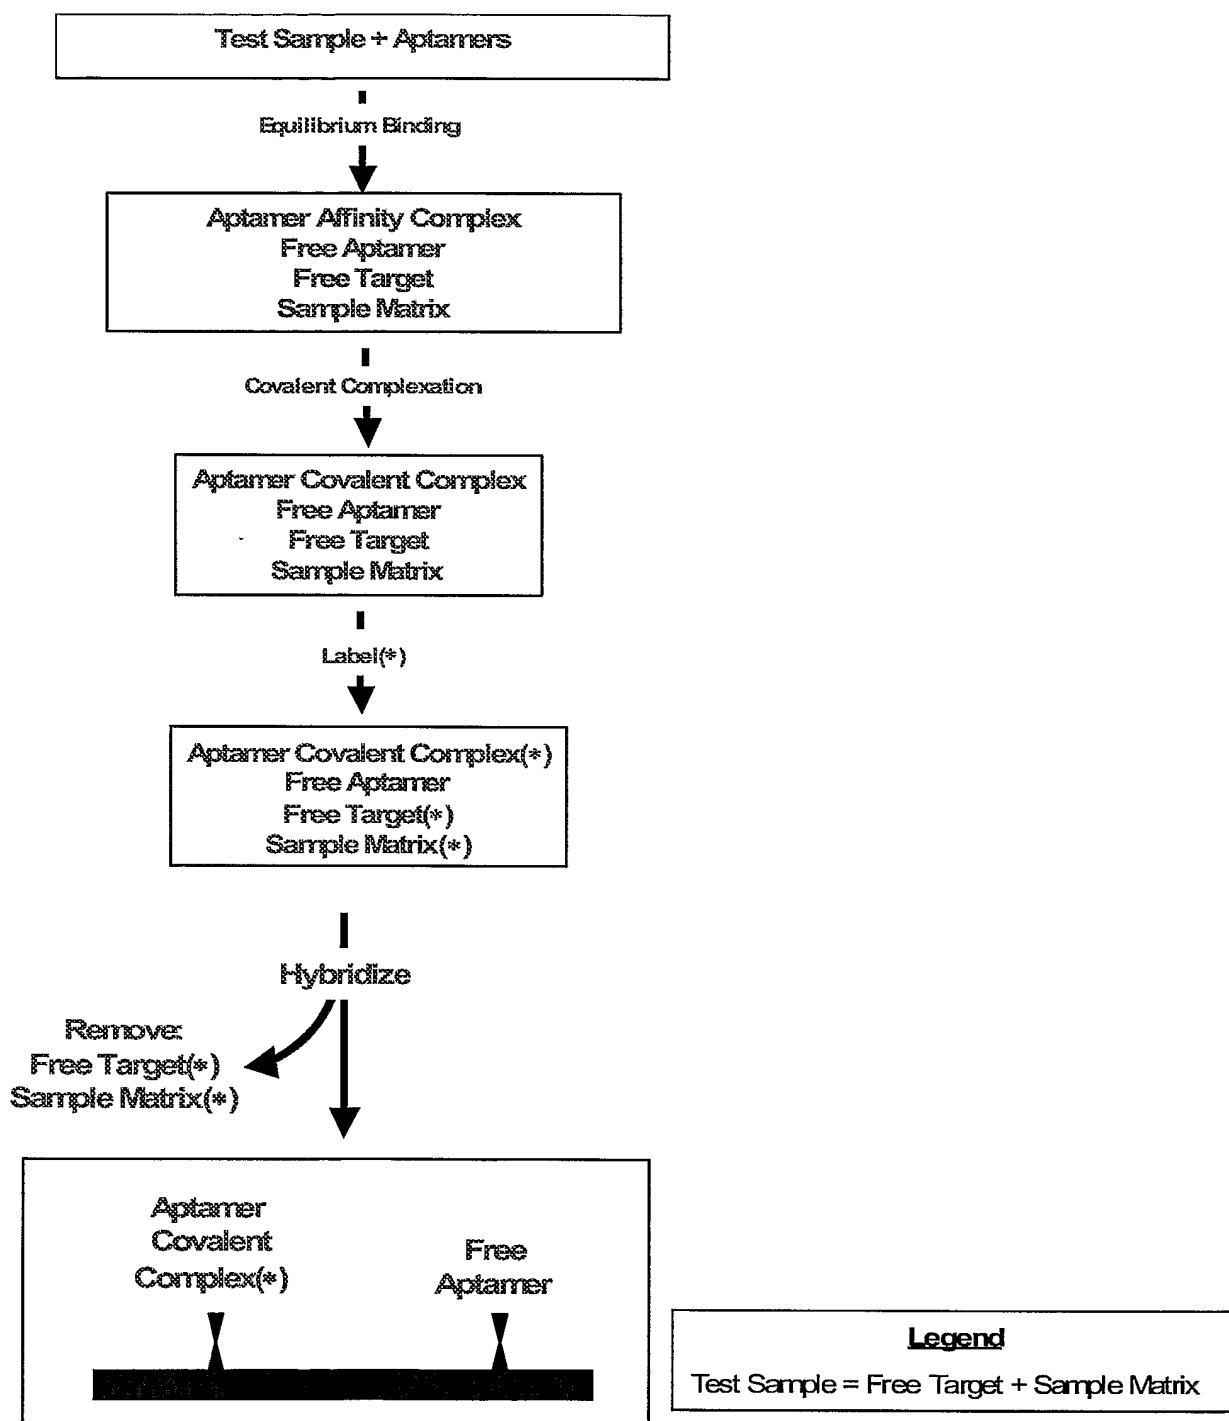 Test Sample + Aptamers
Equilibrium Binding
Aptamer Affinity Complex
Free Aptamer
Free Target
Sample Matrix
Covalent Complexation
Aptamer Covalent Complex
Free Aptamer
Free Target
Sample Matrix
Label(*)
Aptamer Covalent Complex(*)
Free Aptamer
Free Target(*)
Sample Matrix(*)
Hybridize
Remove:
Free Target(*)
Sample Matrix(*)
Aptamer
Covalent
Complex(*)
Free
Aptamer
Legend
Test Sample = Free Target + Sample Matrix